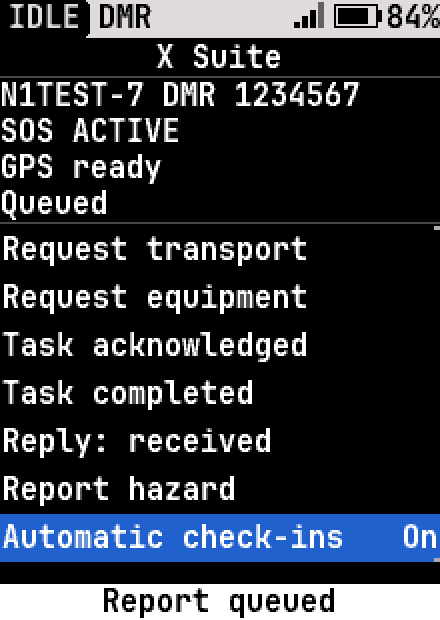 IDLE DMR 84%
X Suite
N1TEST-7 DMR 1234567
SOS ACTIVE
GPS ready
Queued
Request transport
Request equipment
Task acknowledged
Task completed
Reply: received
Report hazard
Automatic check-ins On
Report queued